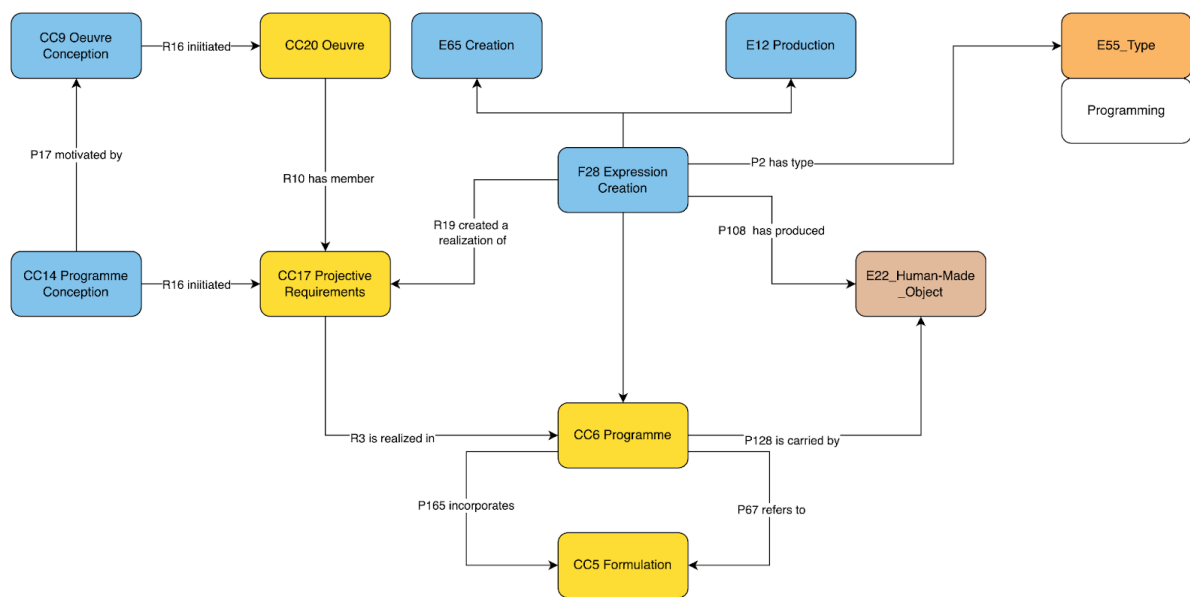 CC9 Oeuvre
Conception
R16 iniitiated
CC20 Oeuvre
E65 Creation
E12 Production
E55_Type
Programming
P17 motivated by
R10 has member
F28 Expression
Creation
P2 has type
R19 created a
realization of
P108 has produced
CC14 Programme
Conception
R16 iniitiated
CC17 Projective
Requirements
E22_Human-Made
_Object
R3 is realized in
CC6 Programme
P128 is carried by
P165 incorporates
P67 refers to
CC5 Formulation